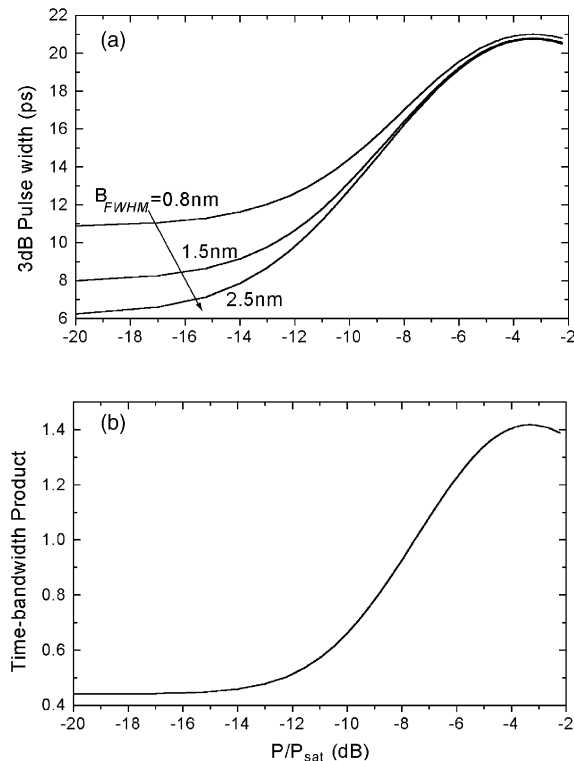 (a)
3dB Pulse width (ps)
22
20
18
16
14
12
10
8
6
B_FWHM=0.8nm
1.5nm
2.5nm
-20 -18 -16 -14 -12 -10 -8 -6 -4 -2
(b)
Time-bandwidth Product
1.4
1.2
1.0
0.8
0.6
0.4
-20 -18 -16 -14 -12 -10 -8 -6 -4 -2
P/P_sat (dB)